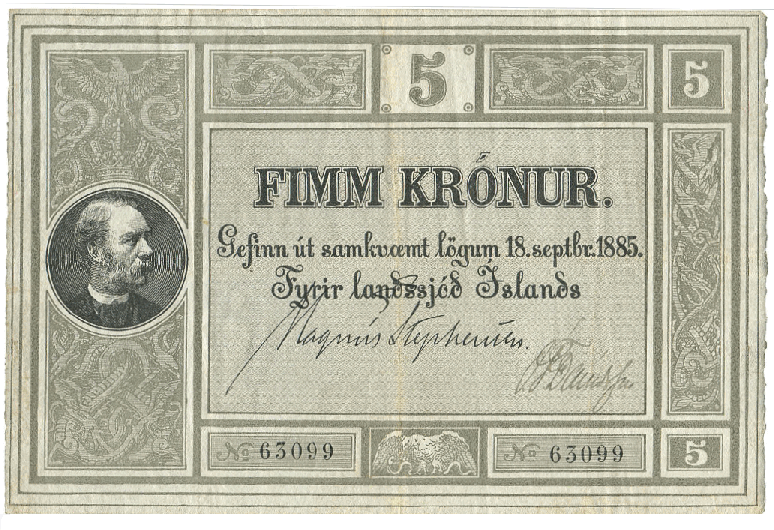 5
5
FIMM KRÓNUR.
Gefinn út samkvæmt lögum 18. septbr. 1885.
Fyrir landssjóð Íslands
Magnús Stephensen.
No 63099
No 63099
5